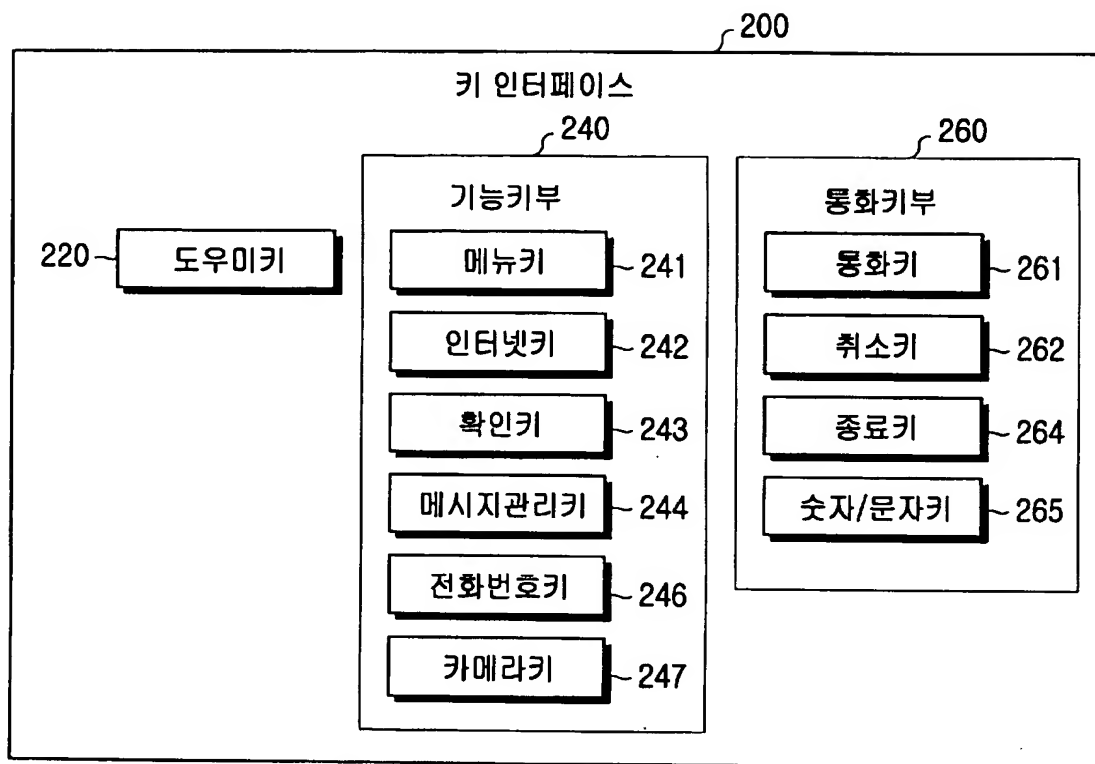 200
키 인터페이스
240
260
기능키부
통화키부
220
도우미키
메뉴키
241
통화키
261
인터넷키
242
취소키
262
확인키
243
종료키
264
메시지관리키
244
숫자/문자키
265
전화번호키
246
카메라키
247